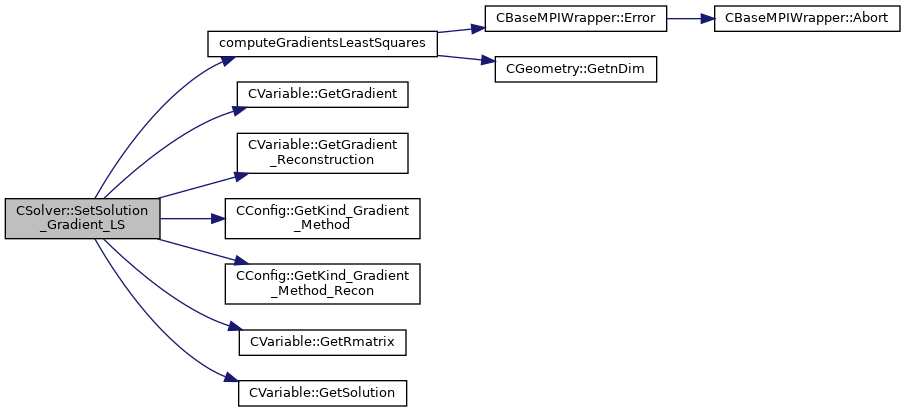 CBaseMPIWrapper::Error
CBaseMPIWrapper::Abort
computeGradientsLeastSquares
CGeometry::GetnDim
CVariable::GetGradient
CVariable::GetGradient
_Reconstruction
CSolver::SetSolution
_Gradient_LS
CConfig::GetKind_Gradient
_Method
CConfig::GetKind_Gradient
_Method_Recon
CVariable::GetRmatrix
CVariable::GetSolution